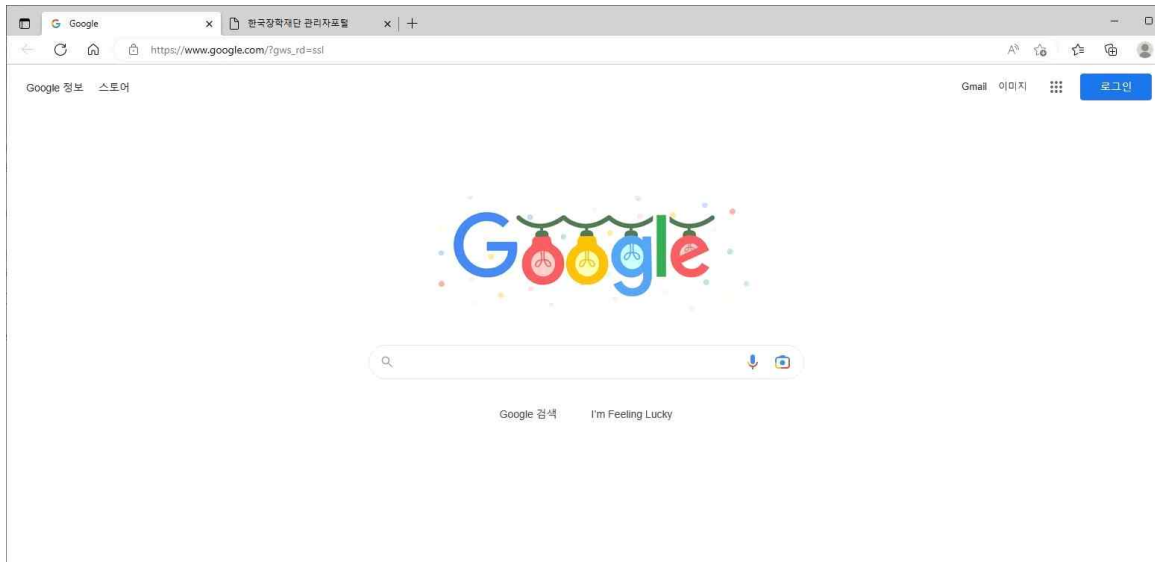 Google
한국장학재단 관리자포털
https://www.google.com/?gws_rd=ssl
Google 정보 스토어
Gmail 이미지
로그인
Google
Google 검색 I'm Feeling Lucky